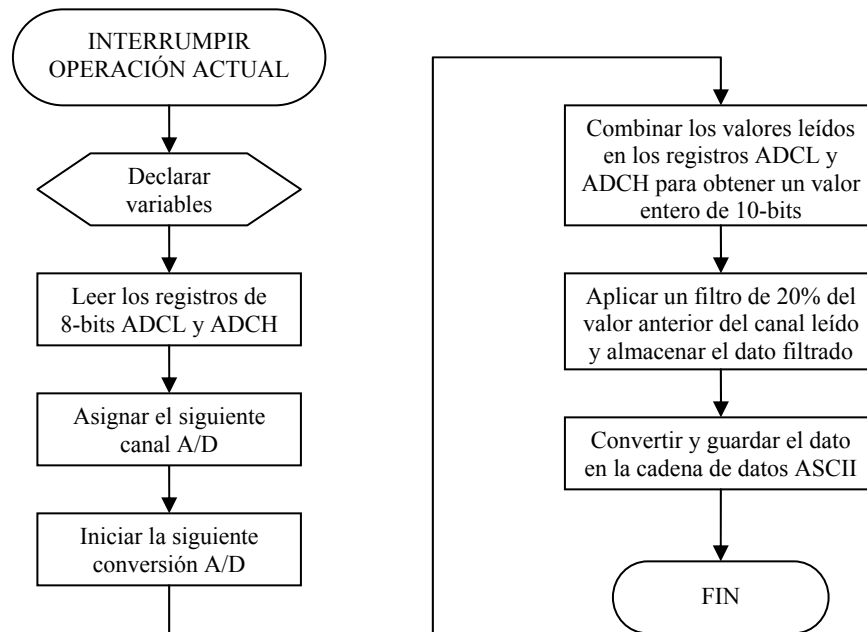 INTERRUMPIR
OPERACIÓN ACTUAL
Declarar
variables
Leer los registros de
8-bits ADCL y ADCH
Asignar el siguiente
canal A/D
Iniciar la siguiente
conversión A/D
Combinar los valores leídos
en los registros ADCL y
ADCH para obtener un valor
entero de 10-bits
Aplicar un filtro de 20% del
valor anterior del canal leído
y almacenar el dato filtrado
Convertir y guardar el dato
en la cadena de datos ASCII
FIN